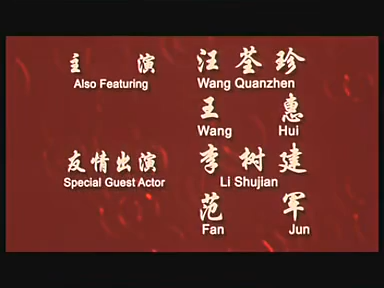 主演 汪荃珍
Also Featuring Wang Quanzhen
王惠
Wang Hui
友情出演 李树建
Special Guest Actor Li Shujian
范军
Fan Jun